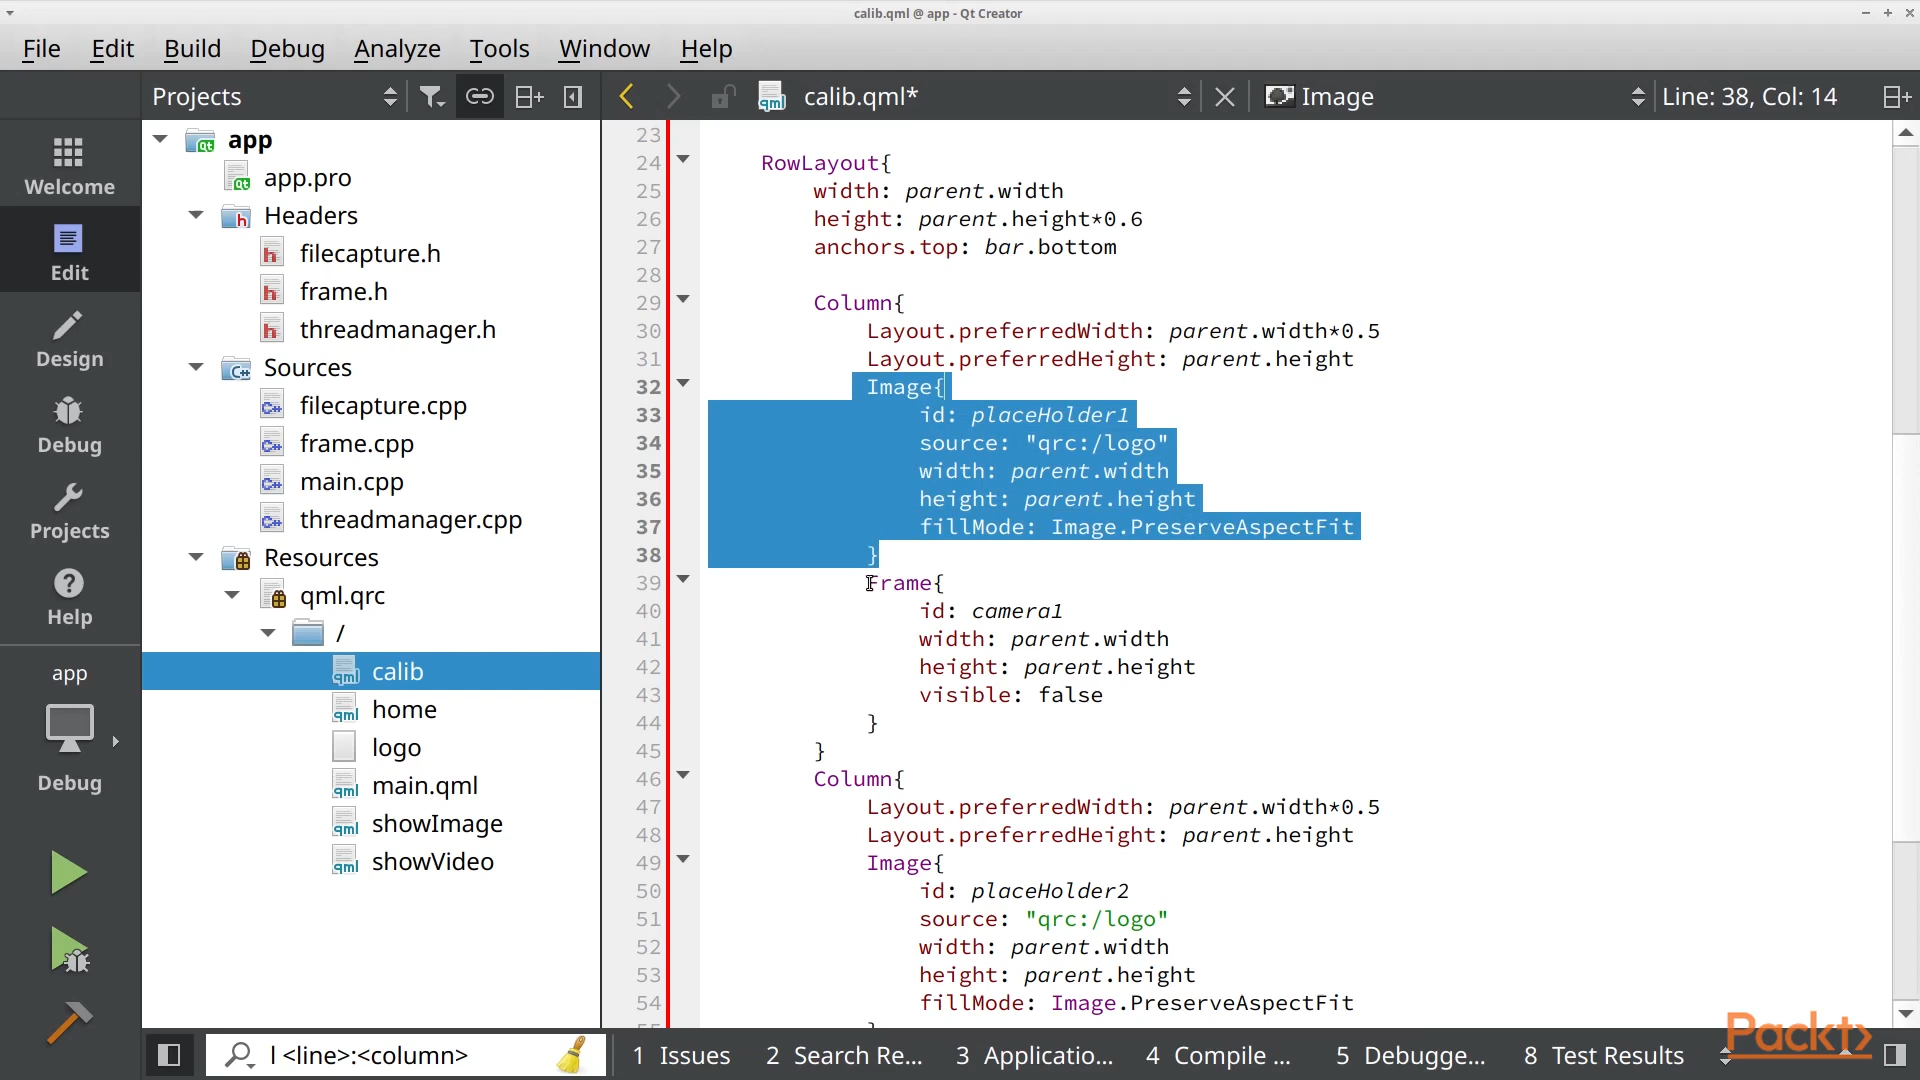 calib.qml @ app - Qt Creator
File Edit Build Debug Analyze Tools Window Help
Projects calib.qml* Image Line: 38, Col: 14
Welcome
Edit
Design
Debug
Projects
Help
app
Debug
app
app.pro
Headers
filecapture.h
frame.h
threadmanager.h
Sources
filecapture.cpp
frame.cpp
main.cpp
threadmanager.cpp
Resources
qml.qrc
/
calib
home
logo
main.qml
showImage
showVideo
23
24 RowLayout{
25 width: parent.width
26 height: parent.height*0.6
27 anchors.top: bar.bottom
28
29 Column{
30 Layout.preferredWidth: parent.width*0.5
31 Layout.preferredHeight: parent.height
32 Image{
33 id: placeHolder1
34 source: "qrc:/logo"
35 width: parent.width
36 height: parent.height
37 fillMode: Image.PreserveAspectFit
38 }
39 Frame{
40 id: camera1
41 width: parent.width
42 height: parent.height
43 visible: false
44 }
45 }
46 Column{
47 Layout.preferredWidth: parent.width*0.5
48 Layout.preferredHeight: parent.height
49 Image{
50 id: placeHolder2
51 source: "qrc:/logo"
52 width: parent.width
53 height: parent.height
54 fillMode: Image.PreserveAspectFit
Packt>
l <line>:<column> 1 Issues 2 Search Re... 3 Applicatio... 4 Compile ... 5 Debugge... 8 Test Results